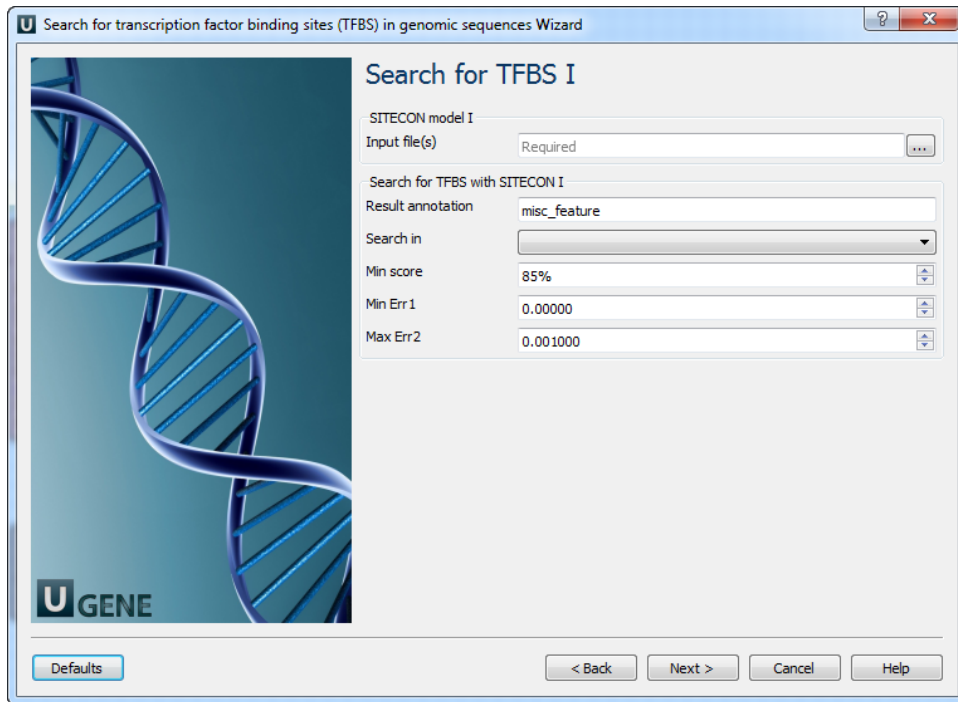 U Search for transcription factor binding sites (TFBS) in genomic sequences Wizard
?
X
Search for TFBS I
SITECON model I
Input file(s) Required ...
Search for TFBS with SITECON I
Result annotation misc_feature
Search in
Min score 85%
Min Err1 0.00000
Max Err2 0.001000
U GENE
Defaults < Back Next > Cancel Help